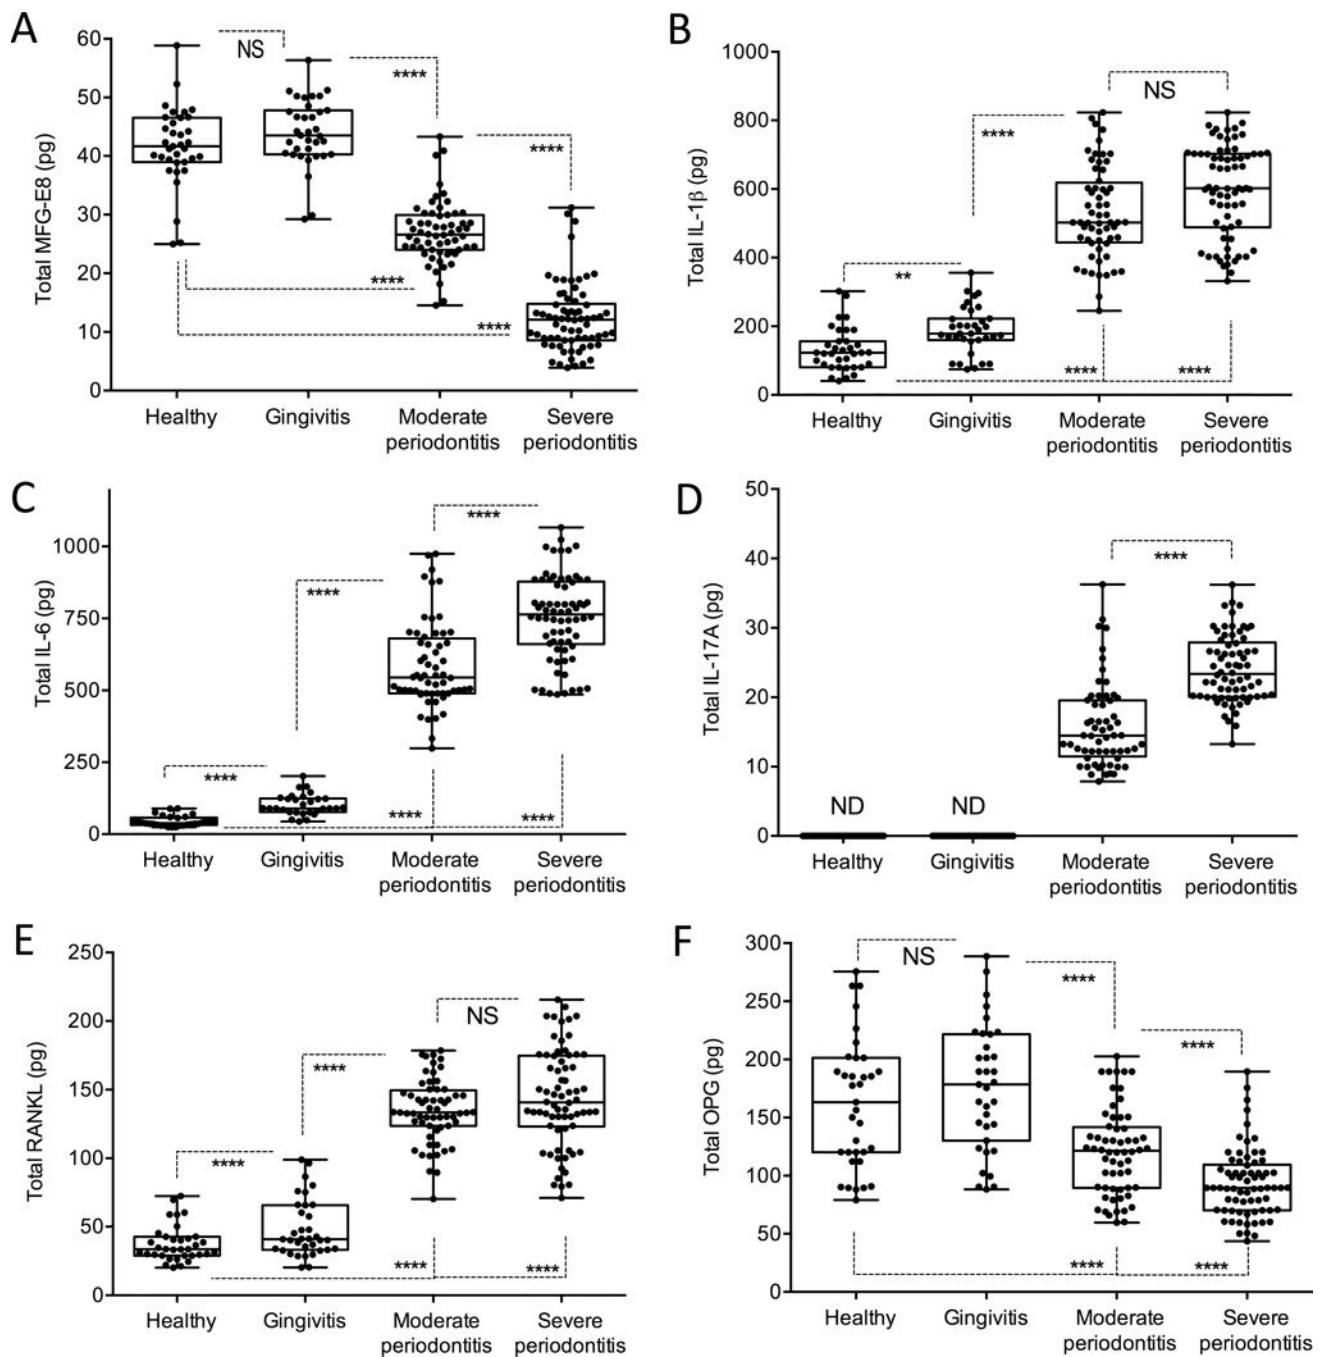 A
Total MFG-E8 (pg)
60
50
40
30
20
10
0
NS
****
****
****
****
Healthy
Gingivitis
Moderate
periodontitis
Severe
periodontitis
B
Total IL-1β (pg)
1000
800
600
400
200
0
NS
****
**
****
****
Healthy
Gingivitis
Moderate
periodontitis
Severe
periodontitis
C
Total IL-6 (pg)
1000
750
500
250
0
****
****
****
****
****
Healthy
Gingivitis
Moderate
periodontitis
Severe
periodontitis
D
Total IL-17A (pg)
50
40
30
20
10
0
****
ND
ND
Healthy
Gingivitis
Moderate
periodontitis
Severe
periodontitis
E
Total RANKL (pg)
250
200
150
100
50
0
NS
****
****
****
****
Healthy
Gingivitis
Moderate
periodontitis
Severe
periodontitis
F
Total OPG (pg)
300
250
200
150
100
50
0
NS
****
****
****
****
Healthy
Gingivitis
Moderate
periodontitis
Severe
periodontitis